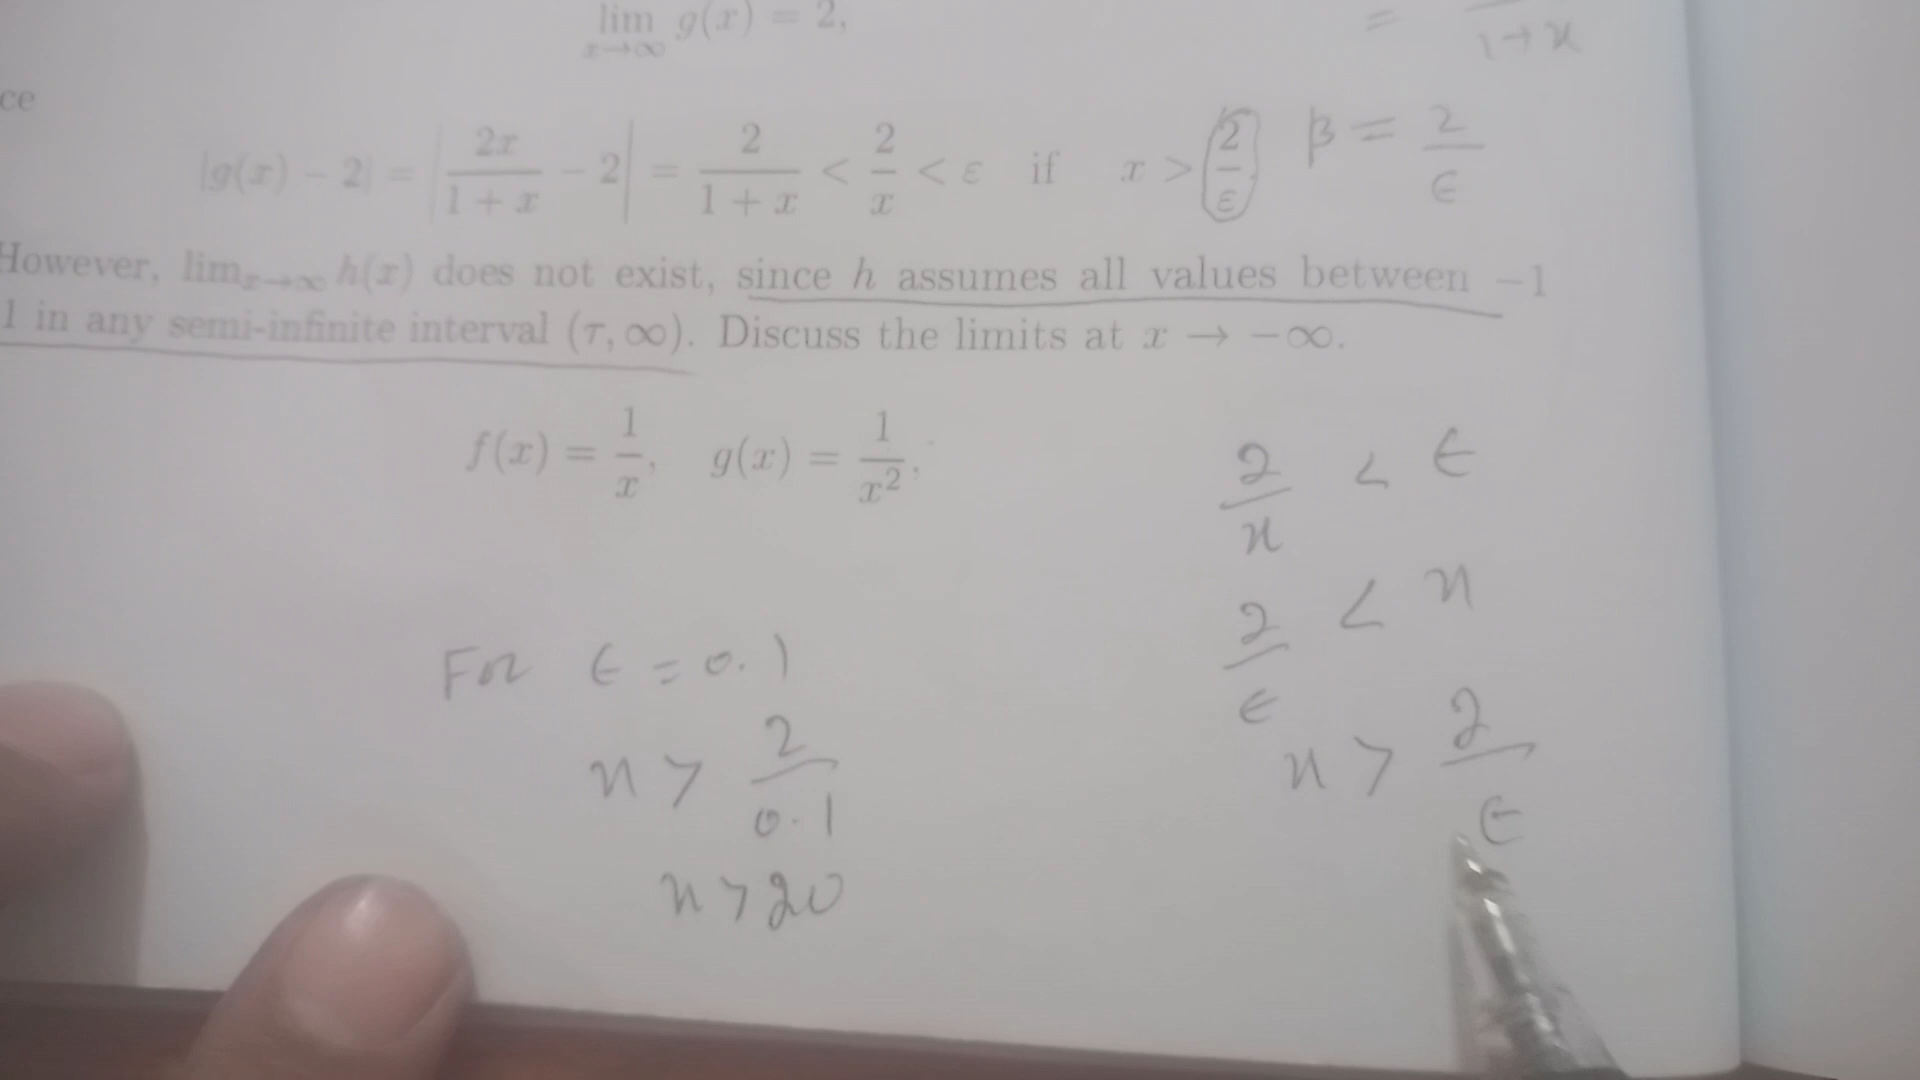 lim g(x) = 2,
x→∞
= 1+x
ce
|g(x) − 2| = |2x/(1 + x) − 2| = 2/(1 + x) < 2/x < ε if x > 2/ε β = 2/ε
However, limx→∞ h(x) does not exist, since h assumes all values between −1
1 in any semi-infinite interval (τ, ∞). Discuss the limits at x → −∞.
f(x) = 1/x, g(x) = 1/x²,
2/x < ε
2/ε < x
x > 2/ε
For ε = 0.1
x > 2/0.1
x > 20